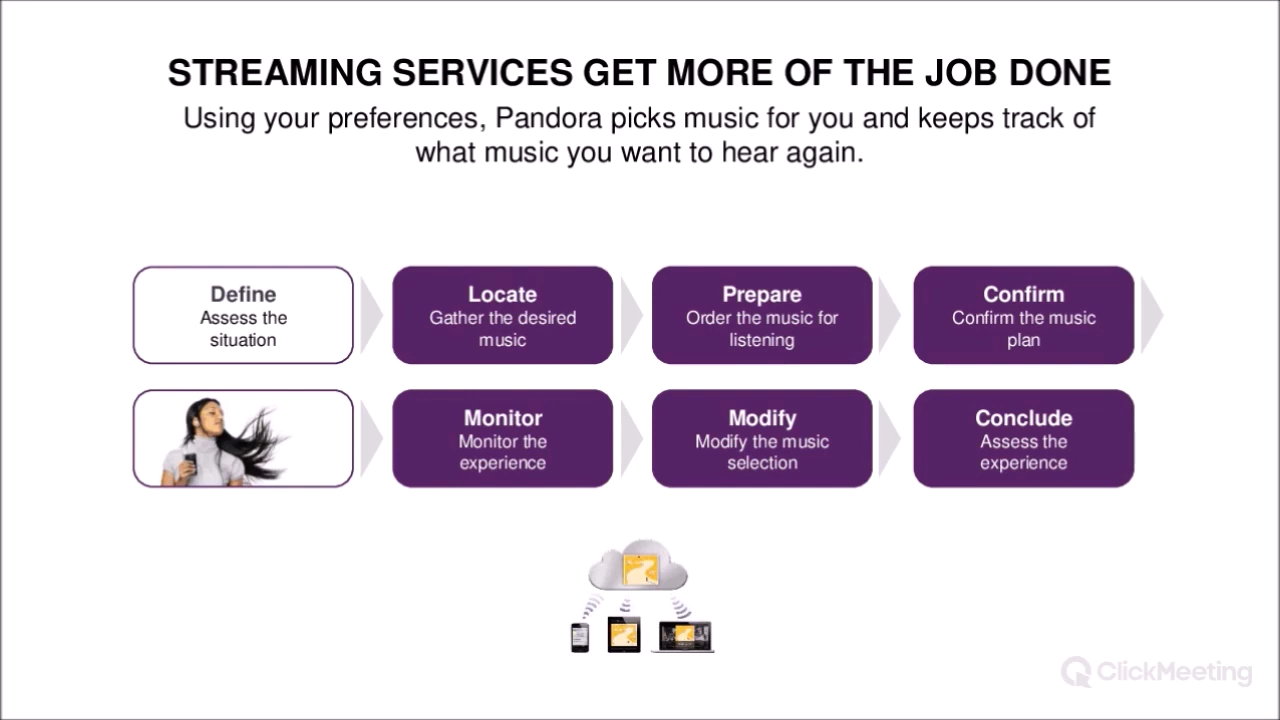 STREAMING SERVICES GET MORE OF THE JOB DONE
Using your preferences, Pandora picks music for you and keeps track of
what music you want to hear again.
Define
Assess the
situation
Locate
Gather the desired
music
Prepare
Order the music for
listening
Confirm
Confirm the music
plan
Monitor
Monitor the
experience
Modify
Modify the music
selection
Conclude
Assess the
experience
ClickMeeting